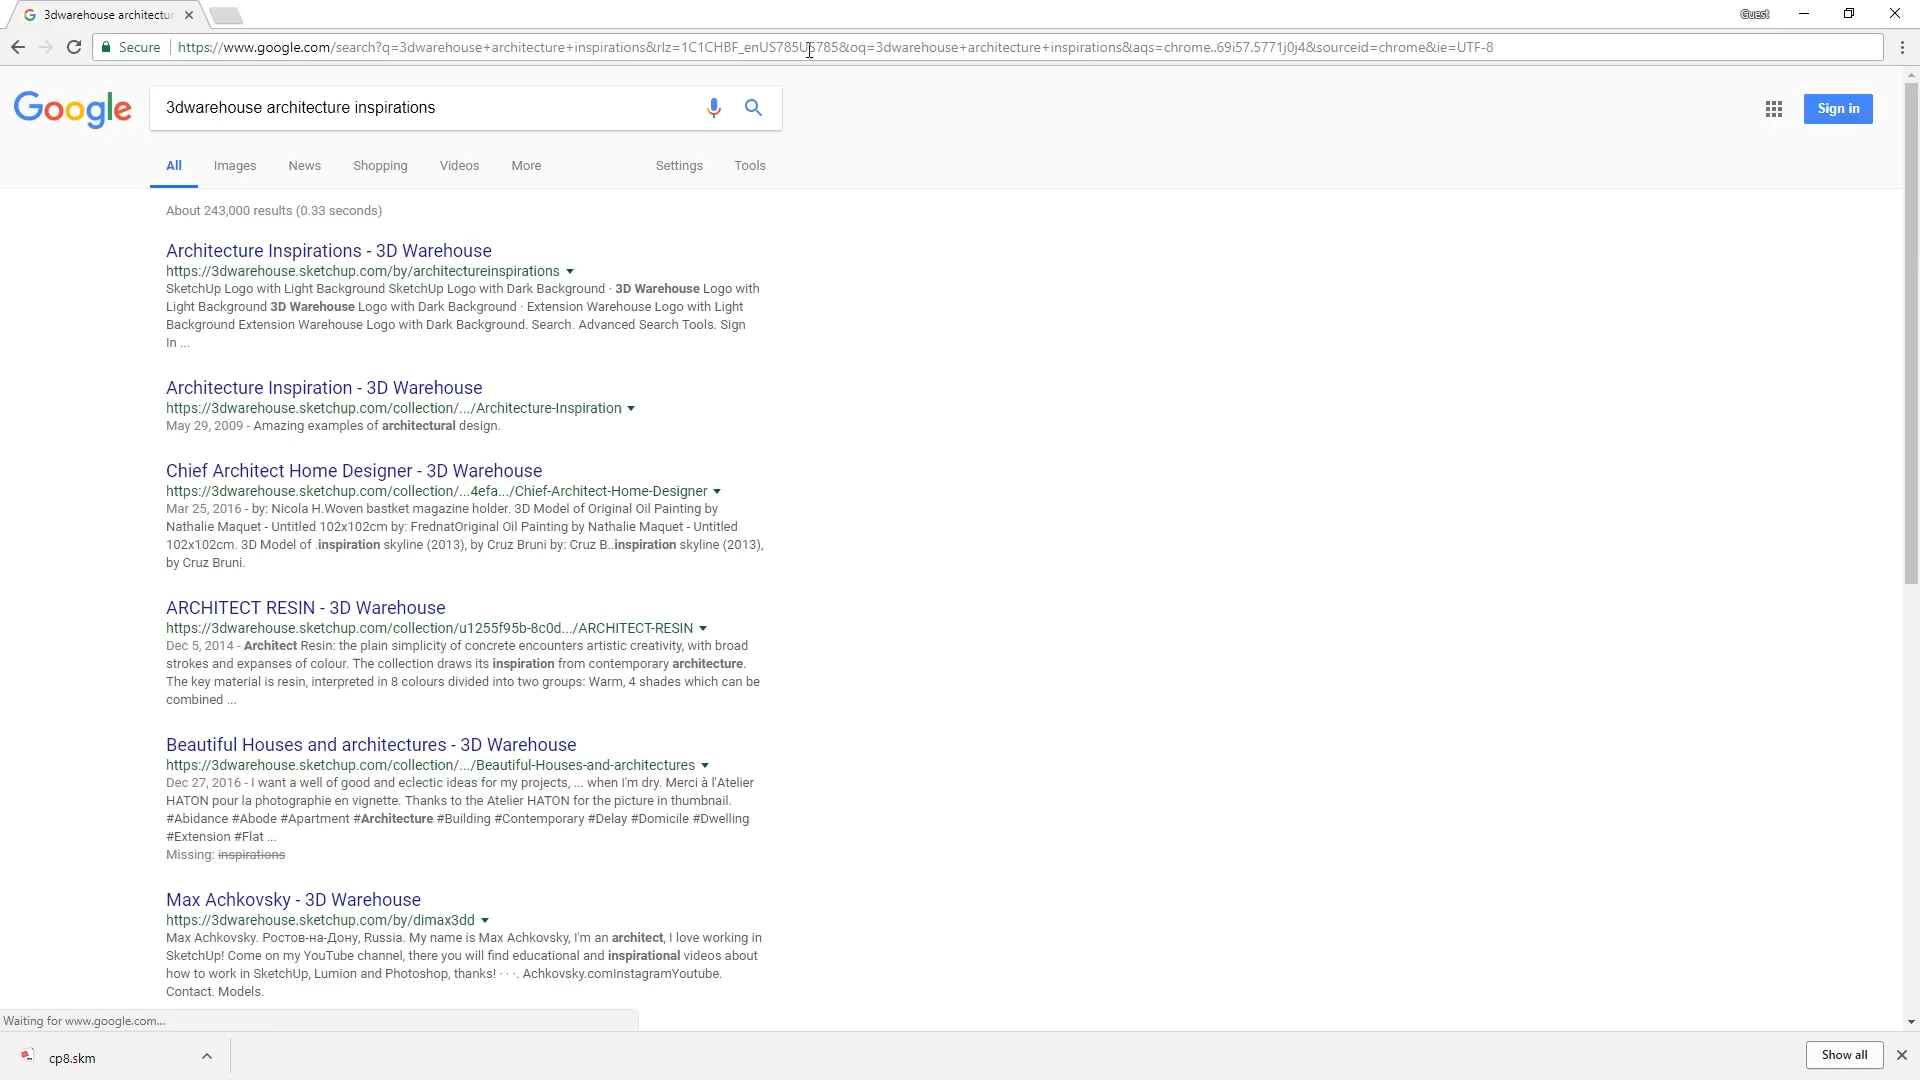 3dwarehouse architectu
Guest
Secure
https://www.google.com/search?q=3dwarehouse+architecture+inspirations&rlz=1C1CHBF_enUS785US785&oq=3dwarehouse+architecture+inspirations&aqs=chrome..69i57.5771j0j4&sourceid=chrome&ie=UTF-8
Google
3dwarehouse architecture inspirations
Sign in
All Images News Shopping Videos More Settings Tools
About 243,000 results (0.33 seconds)
Architecture Inspirations - 3D Warehouse
https://3dwarehouse.sketchup.com/by/architectureinspirations
SketchUp Logo with Light Background SketchUp Logo with Dark Background · 3D Warehouse Logo with
Light Background 3D Warehouse Logo with Dark Background · Extension Warehouse Logo with Light
Background Extension Warehouse Logo with Dark Background. Search. Advanced Search Tools. Sign
In ...
Architecture Inspiration - 3D Warehouse
https://3dwarehouse.sketchup.com/collection/.../Architecture-Inspiration
May 29, 2009 - Amazing examples of architectural design.
Chief Architect Home Designer - 3D Warehouse
https://3dwarehouse.sketchup.com/collection/...4efa.../Chief-Architect-Home-Designer
Mar 25, 2016 - by: Nicola H.Woven bastket magazine holder. 3D Model of Original Oil Painting by
Nathalie Maquet - Untitled 102x102cm by: FrednatOriginal Oil Painting by Nathalie Maquet - Untitled
102x102cm. 3D Model of .inspiration skyline (2013), by Cruz Bruni by: Cruz B..inspiration skyline (2013),
by Cruz Bruni.
ARCHITECT RESIN - 3D Warehouse
https://3dwarehouse.sketchup.com/collection/u1255f95b-8c0d.../ARCHITECT-RESIN
Dec 5, 2014 - Architect Resin: the plain simplicity of concrete encounters artistic creativity, with broad
strokes and expanses of colour. The collection draws its inspiration from contemporary architecture.
The key material is resin, interpreted in 8 colours divided into two groups: Warm, 4 shades which can be
combined ...
Beautiful Houses and architectures - 3D Warehouse
https://3dwarehouse.sketchup.com/collection/.../Beautiful-Houses-and-architectures
Dec 27, 2016 - I want a well of good and eclectic ideas for my projects, ... when I'm dry. Merci à l'Atelier
HATON pour la photographie en vignette. Thanks to the Atelier HATON for the picture in thumbnail.
#Abidance #Abode #Apartment #Architecture #Building #Contemporary #Delay #Domicile #Dwelling
#Extension #Flat ...
Missing: inspirations
Max Achkovsky - 3D Warehouse
https://3dwarehouse.sketchup.com/by/dimax3dd
Max Achkovsky. Ростов-на-Дону, Russia. My name is Max Achkovsky, I'm an architect, I love working in
SketchUp! Come on my YouTube channel, there you will find educational and inspirational videos about
how to work in SketchUp, Lumion and Photoshop, thanks! · · ·. Achkovsky.comInstagramYoutube.
Contact. Models.
Waiting for www.google.com...
cp8.skm
Show all